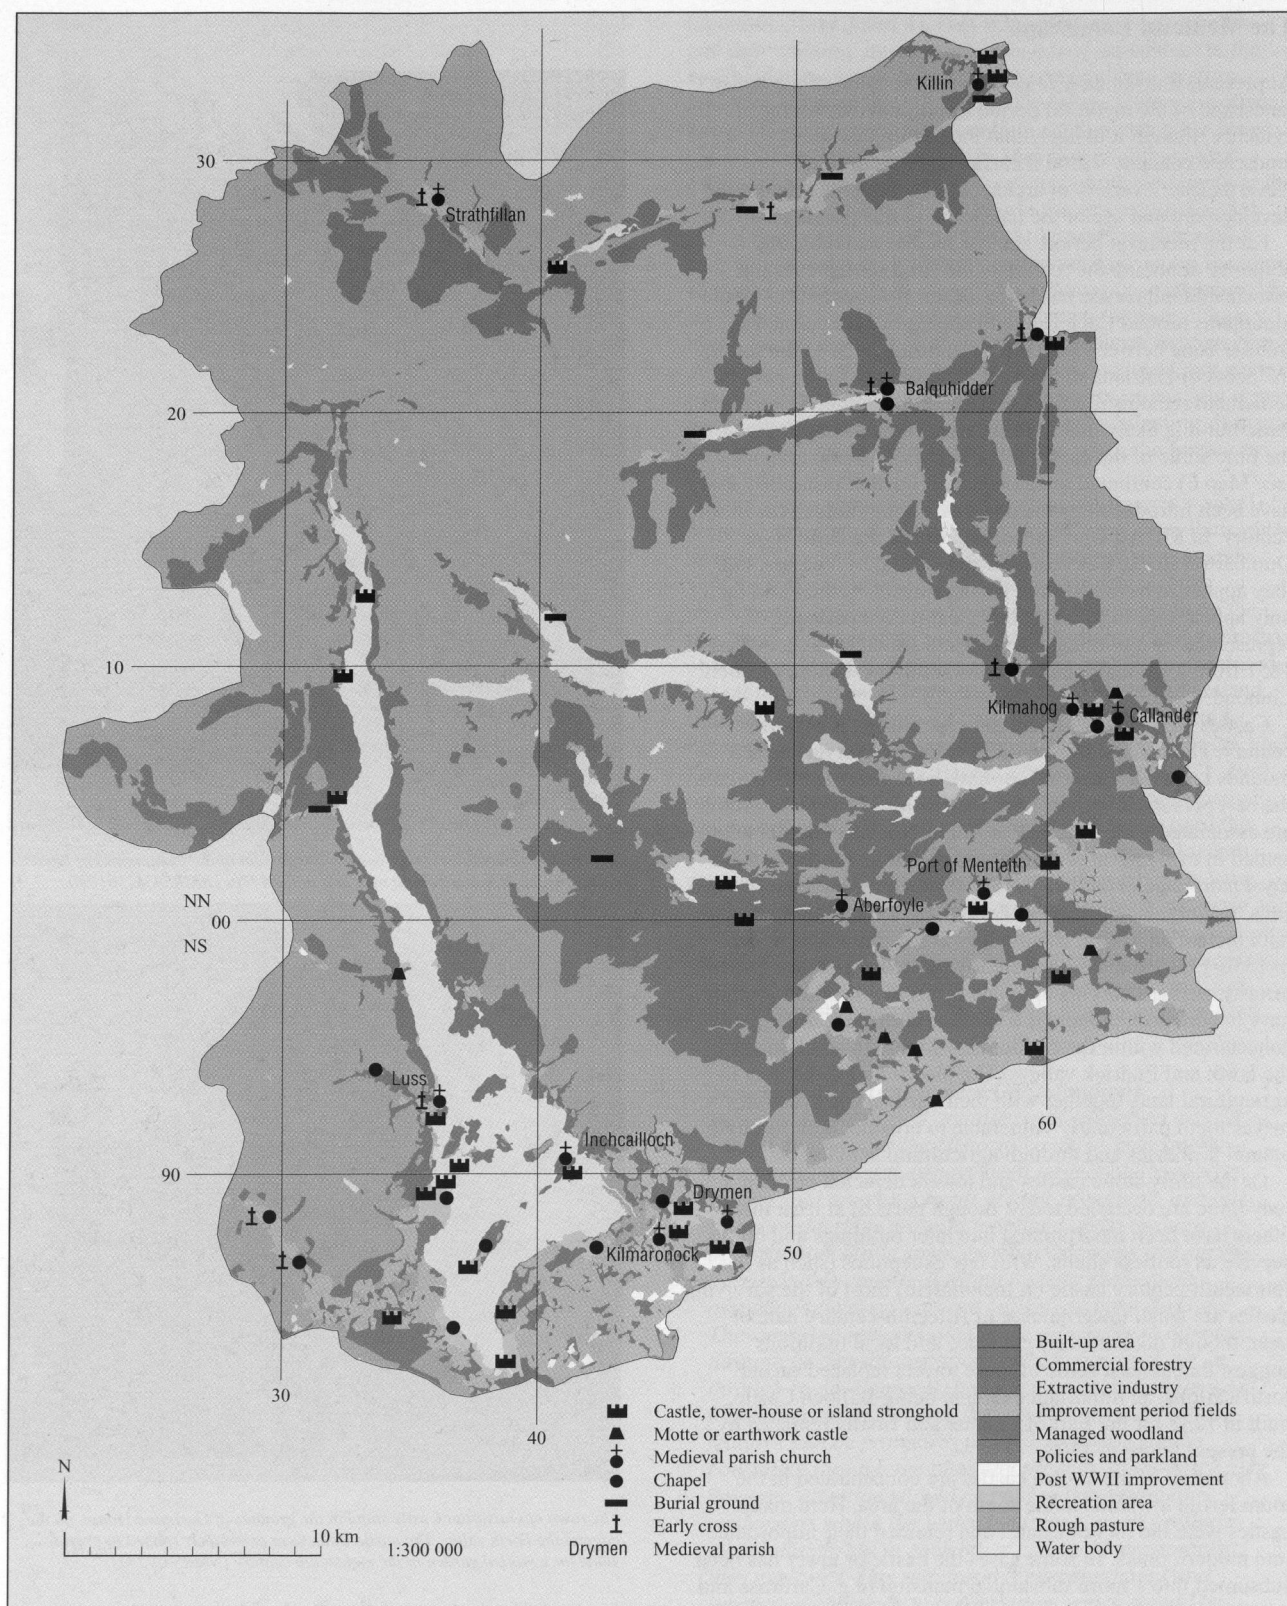 Killin
30
Strathfillan
Balquhidder
20
10
Kilmahog
Callander
Port of Menteith
NN
00
Aberfoyle
NS
Luss
60
Inchcailloch
90
Drymen
50
Kilmaronock
30
40
Built-up area
Commercial forestry
Extractive industry
Improvement period fields
Managed woodland
Policies and parkland
Post WWII improvement
Recreation area
Rough pasture
Water body
Castle, tower-house or island stronghold
Motte or earthwork castle
Medieval parish church
Chapel
Burial ground
Early cross
Drymen Medieval parish
N
10 km
1:300 000